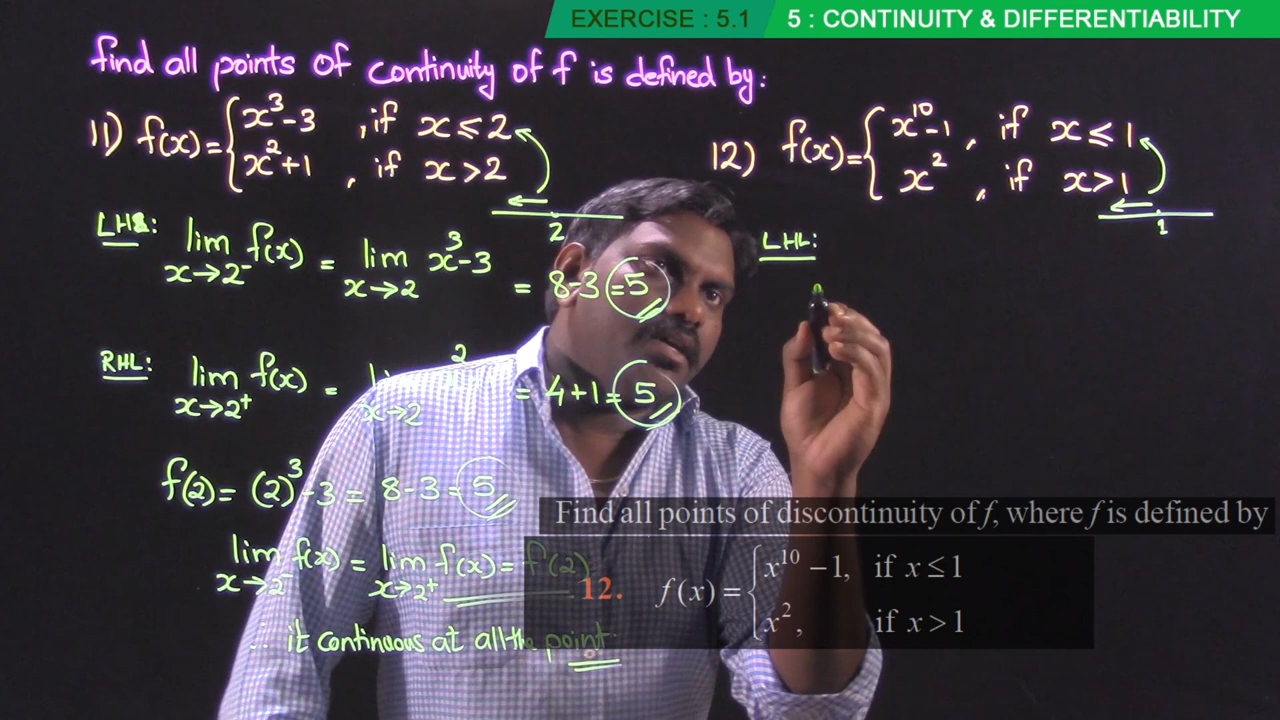 EXERCISE : 5.1
5 : CONTINUITY & DIFFERENTIABILITY
find all points of continuity of f is defined by:
11) f(x)= { x³-3 , if x ≤ 2
x²+1 , if x > 2
2
LHL: lim f(x) = lim x³-3 = 8-3 = 5
x→2⁻ x→2
RHL: lim f(x) = lim ² = 4+1 = 5
x→2⁺ x→2
f(2) = (2)³-3 = 8-3 = 5
lim f(x) = lim f(x) = f(2)
x→2⁻ x→2⁺
∴ it continuous at all the point.
12) f(x)= { x¹⁰-1 , if x ≤ 1
x² , if x > 1
1
LHL:
Find all points of discontinuity of f, where f is defined by
12. f(x) = { x¹⁰ −1, if x ≤ 1
x², if x > 1